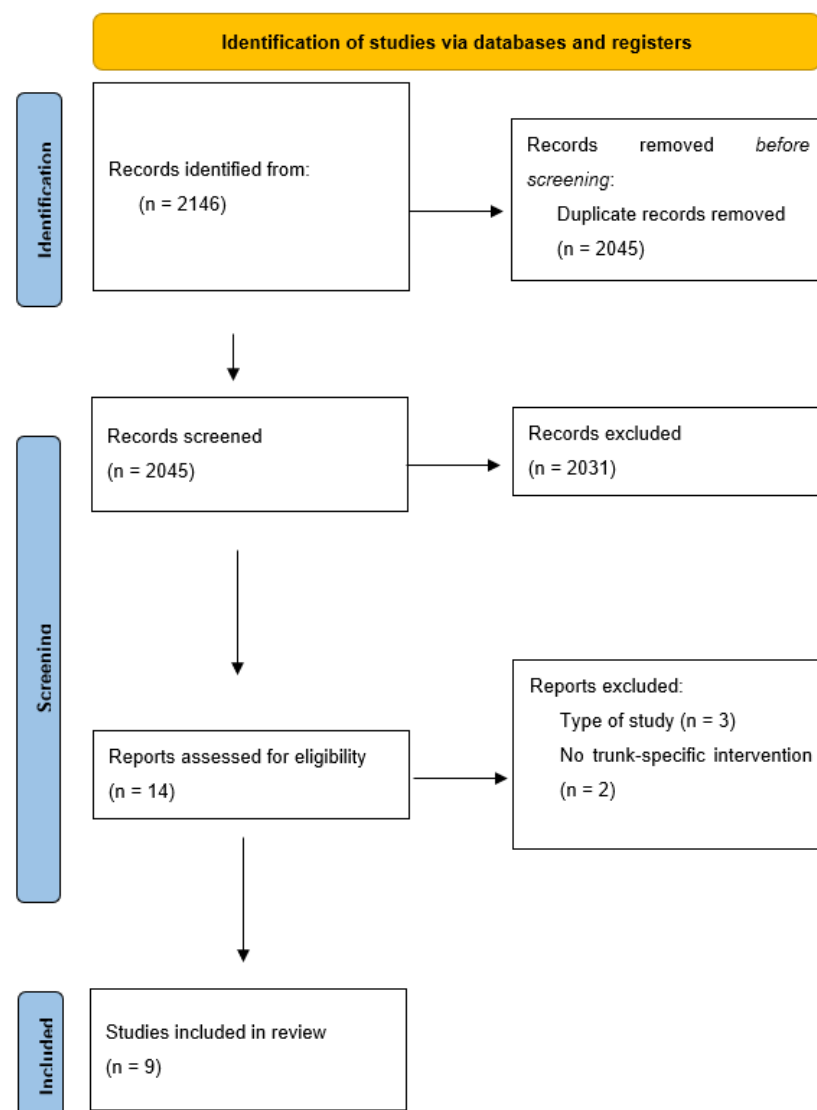 Identification of studies via databases and registers
Identification
Records identified from:
(n = 2146)
Records removed before
screening:
Duplicate records removed
(n = 2045)
Screening
Records screened
(n = 2045)
Records excluded
(n = 2031)
Reports assessed for eligibility
(n = 14)
Reports excluded:
Type of study (n = 3)
No trunk-specific intervention
(n = 2)
Included
Studies included in review
(n = 9)